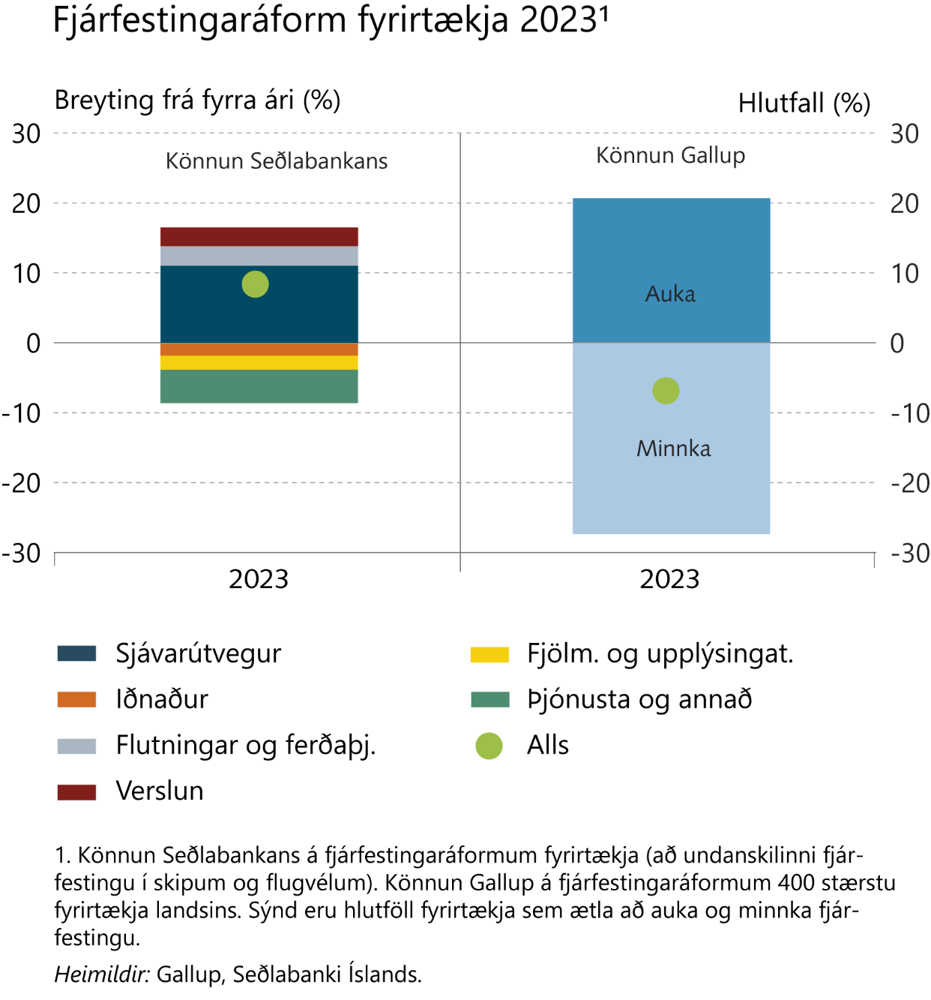 Fjárfestingaráform fyrirtækja 2023¹
Breyting frá fyrra ári (%)
Hlutfall (%)
30
30
Könnun Seðlabankans
Könnun Gallup
20
20
10
10
Auka
0
0
-10
-10
Minnka
-20
-20
-30
-30
2023
2023
Sjávarútvegur
Iðnaður
Flutningar og ferðaþj.
Verslun
Fjölm. og upplýsingat.
Þjónusta og annað
Alls
1. Könnun Seðlabankans á fjárfestingaráformum fyrirtækja (að undanskilinni fjár-
festingu í skipum og flugvélum). Könnun Gallup á fjárfestingaráformum 400 stærstu
fyrirtækja landsins. Sýnd eru hlutföll fyrirtækja sem ætla að auka og minnka fjár-
festingu.
Heimildir: Gallup, Seðlabanki Íslands.